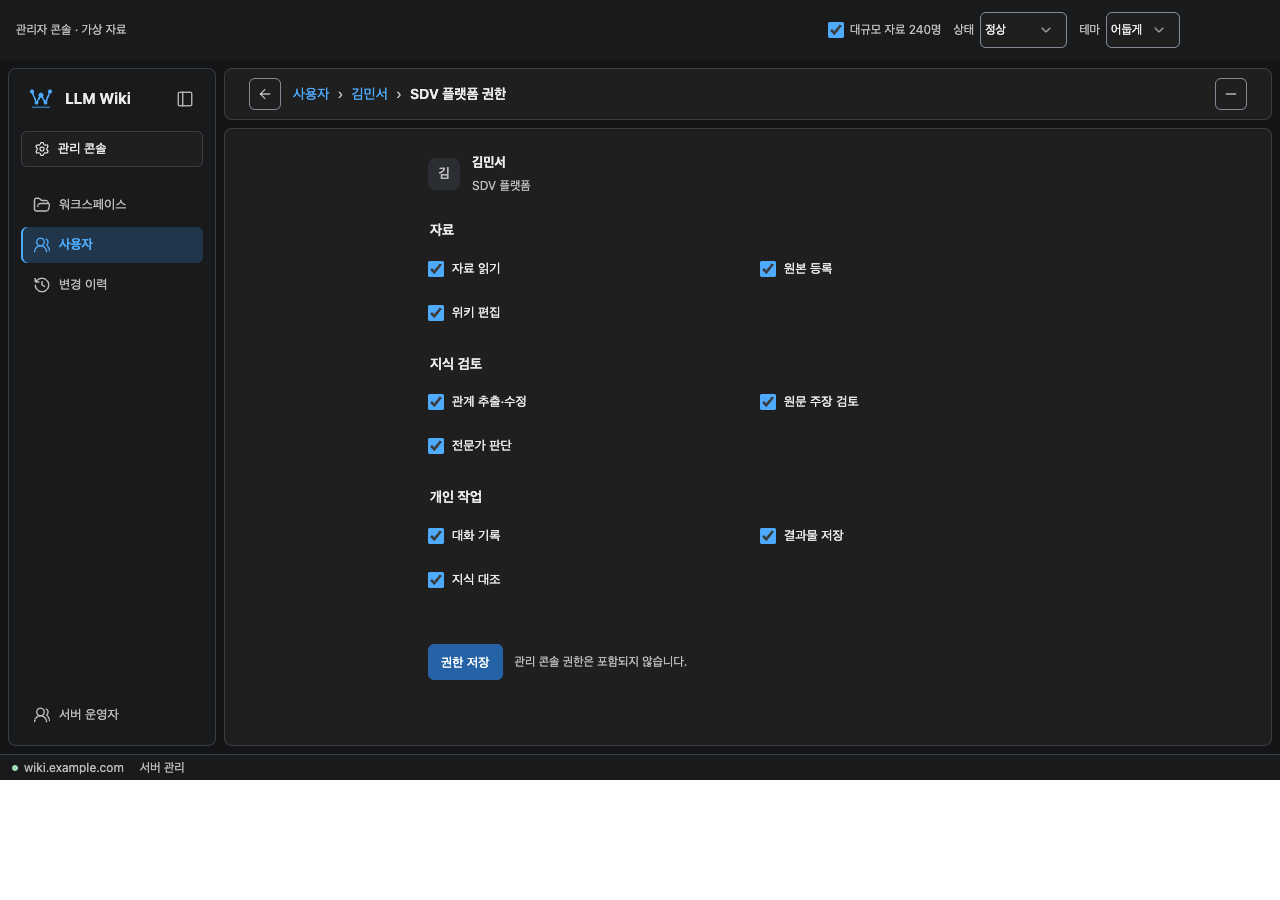 관리자 콘솔 · 가상 자료
대규모 자료 240명 상태 정상 테마 어둡게
LLM Wiki
관리 콘솔
워크스페이스
사용자
변경 이력
서버 운영자
사용자 › 김민서 › SDV 플랫폼 권한
김 김민서
SDV 플랫폼
자료
자료 읽기 원본 등록
위키 편집
지식 검토
관계 추출·수정 원문 주장 검토
전문가 판단
개인 작업
대화 기록 결과물 저장
지식 대조
권한 저장 관리 콘솔 권한은 포함되지 않습니다.
wiki.example.com 서버 관리